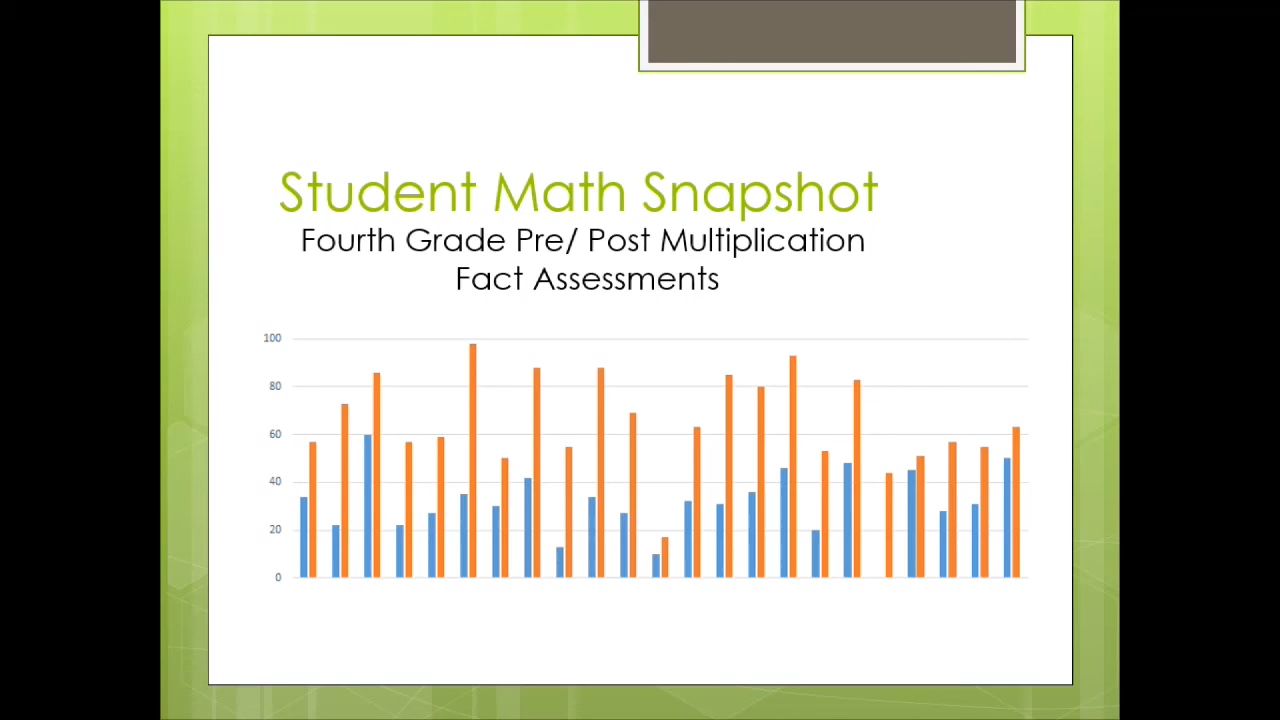 Student Math Snapshot
Fourth Grade Pre/ Post Multiplication
Fact Assessments
100
80
60
40
20
0